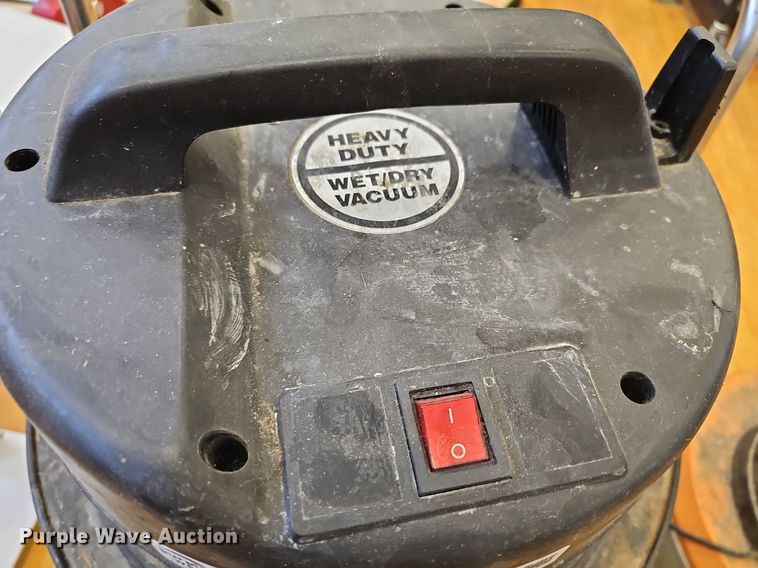 HEAVY
DUTY
WET/DRY
VACUUM
I
O
Purple Wave Auction